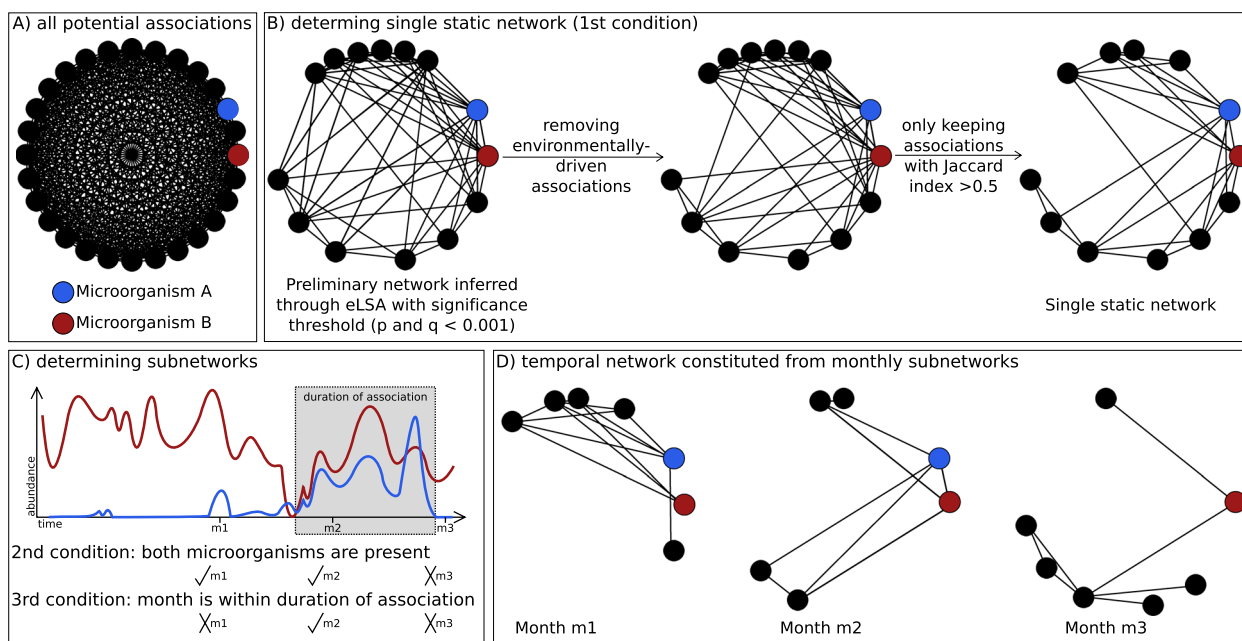 A) all potential associations
Microorganism A
Microorganism B
B) determing single static network (1st condition)
Preliminary network inferred
through eLSA with significance
threshold (p and q < 0.001)
removing
environmentally-
driven
associations
only keeping
associations
with Jaccard
index >0.5
Single static network
C) determining subnetworks
duration of association
abundance
time
m1
m2
m3
2nd condition: both microorganisms are present
m1 m2 m3
3rd condition: month is within duration of association
m1 m2 m3
D) temporal network constituted from monthly subnetworks
Month m1
Month m2
Month m3